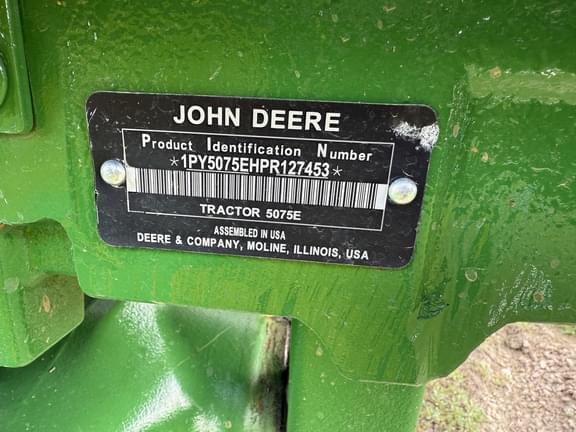 JOHN DEERE
Product Identification Number
*1PY5075EHPR127453*
TRACTOR 5075E
ASSEMBLED IN USA
DEERE & COMPANY, MOLINE, ILLINOIS, USA